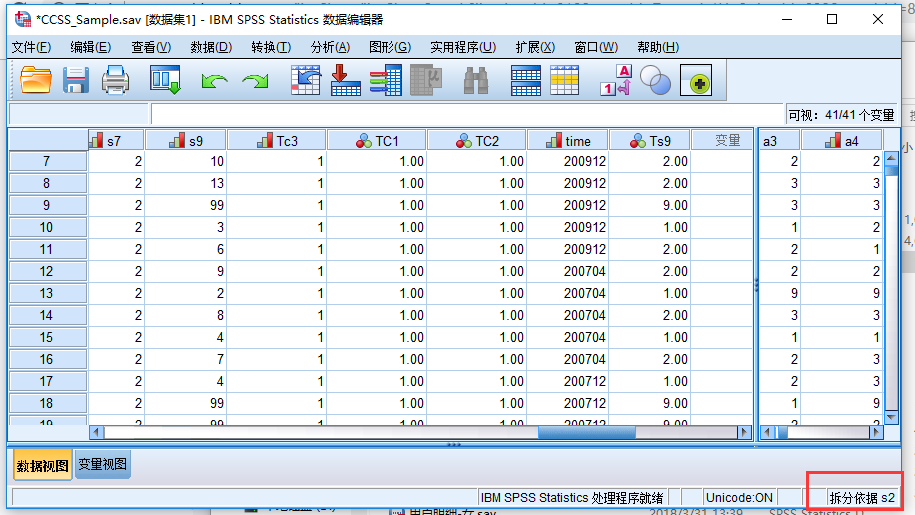 *CCSS_Sample.sav [数据集1] - IBM SPSS Statistics 数据编辑器
文件(F) 编辑(E) 查看(V) 数据(D) 转换(T) 分析(A) 图形(G) 实用程序(U) 扩展(X) 窗口(W) 帮助(H)
可视：41/41 个变量
s7 s9 Tc3 TC1 TC2 time Ts9 变量 a3 a4
7 2 10 1 1.00 1.00 200912 2.00 2 2
8 2 13 1 1.00 1.00 200912 2.00 3 3
9 2 99 1 1.00 1.00 200912 9.00 3 3
10 2 3 1 1.00 1.00 200912 1.00 1 2
11 2 6 1 1.00 1.00 200912 2.00 2 1
12 2 9 1 1.00 1.00 200704 2.00 2 2
13 2 2 1 1.00 1.00 200704 1.00 9 9
14 2 8 1 1.00 1.00 200704 2.00 3 3
15 2 4 1 1.00 1.00 200704 1.00 1 1
16 2 7 1 1.00 1.00 200704 2.00 2 3
17 2 4 1 1.00 1.00 200712 1.00 2 3
18 2 99 1 1.00 1.00 200712 9.00 1 9
数据视图 变量视图
IBM SPSS Statistics 处理程序就绪 Unicode:ON 拆分依据 s2
2018/3/31 13:39